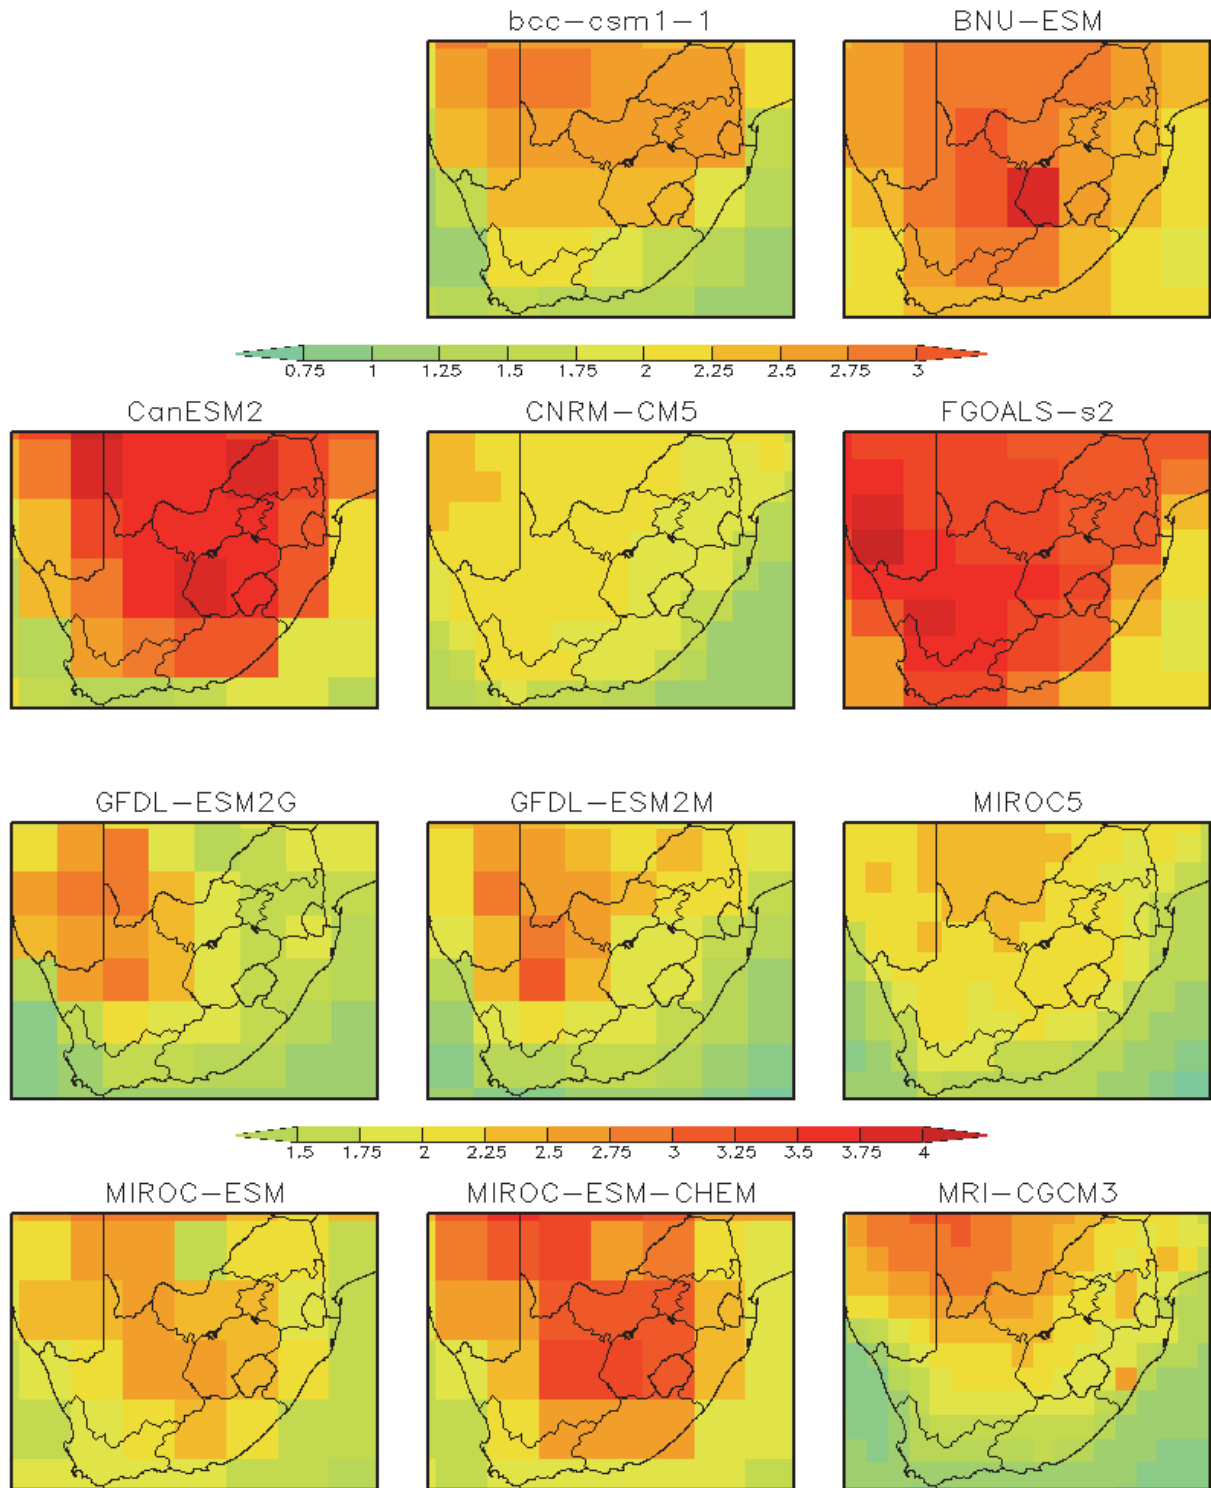 bcc-csm1-1 BNU-ESM
0.75 1 1.25 1.5 1.75 2 2.25 2.5 2.75 3
CanESM2 CNRM-CM5 FGOALS-s2
GFDL-ESM2G GFDL-ESM2M MIROC5
1.5 1.75 2 2.25 2.5 2.75 3 3.25 3.5 3.75 4
MIROC-ESM MIROC-ESM-CHEM MRI-CGCM3